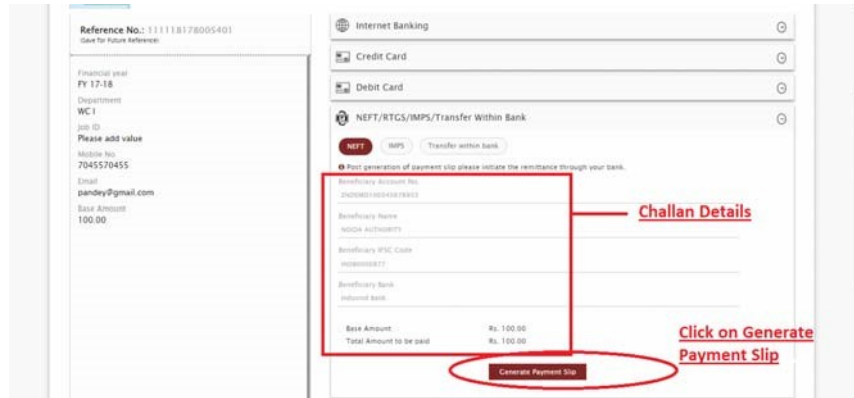 Reference No.: 111118178005401
(Save for Future Reference)
Financial year
FY 17-18
Department
WC I
Job ID
Please add value
Mobile No
7045570455
Email
pandey@gmail.com
Base Amount
100.00
Internet Banking
Credit Card
Debit Card
NEFT/RTGS/IMPS/Transfer Within Bank
NEFT
IMPS
Transfer within bank
Post generation of payment slip please initiate the remittance through your bank.
Beneficiary Account No.
Beneficiary Name
NOIDA AUTHORITY
Beneficiary IFSC Code
Beneficiary Bank
Indusind Bank
Base Amount Rs. 100.00
Total Amount to be paid Rs. 100.00
Generate Payment Slip
Challan Details
Click on Generate
Payment Slip